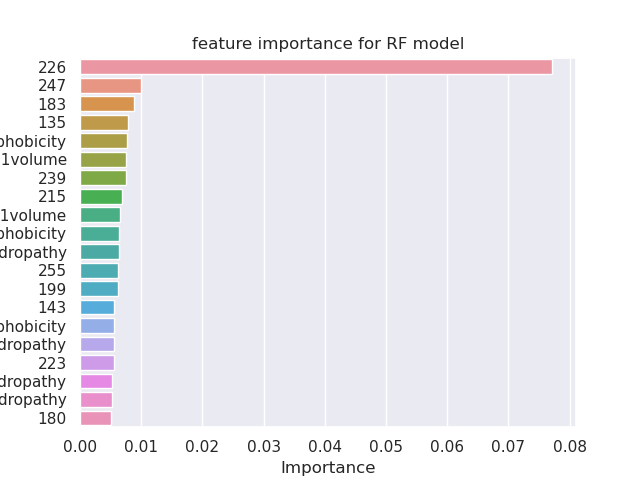 feature importance for RF model
226
247
183
135
phobicity
1volume
239
215
1volume
phobicity
dropathy
255
199
143
phobicity
dropathy
223
dropathy
dropathy
180
0.00 0.01 0.02 0.03 0.04 0.05 0.06 0.07 0.08
Importance